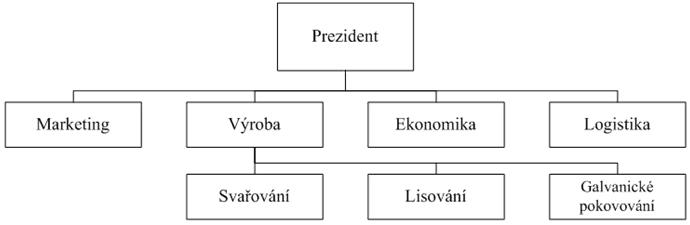 Prezident
Marketing
Výroba
Ekonomika
Logistika
Svařování
Lisování
Galvanické
pokovování